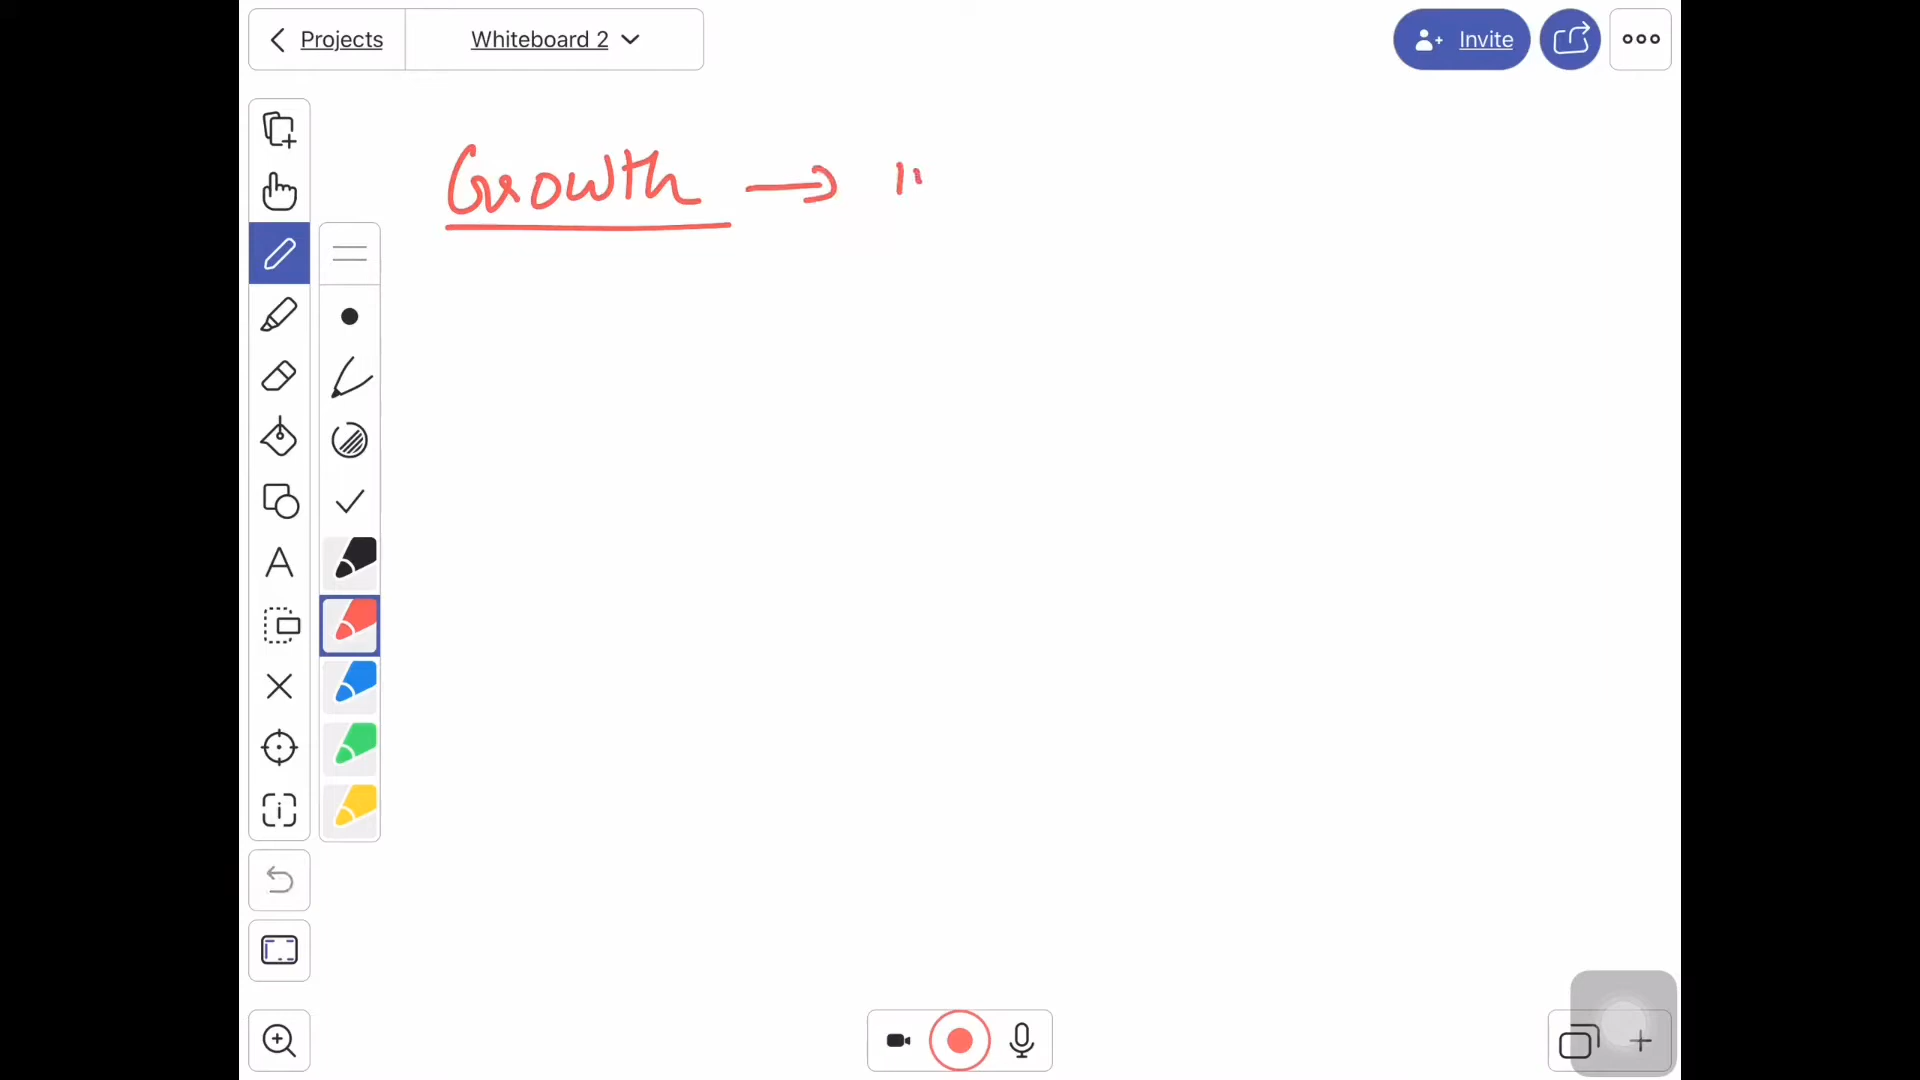 Projects
Whiteboard 2
Invite
Growth → "
A